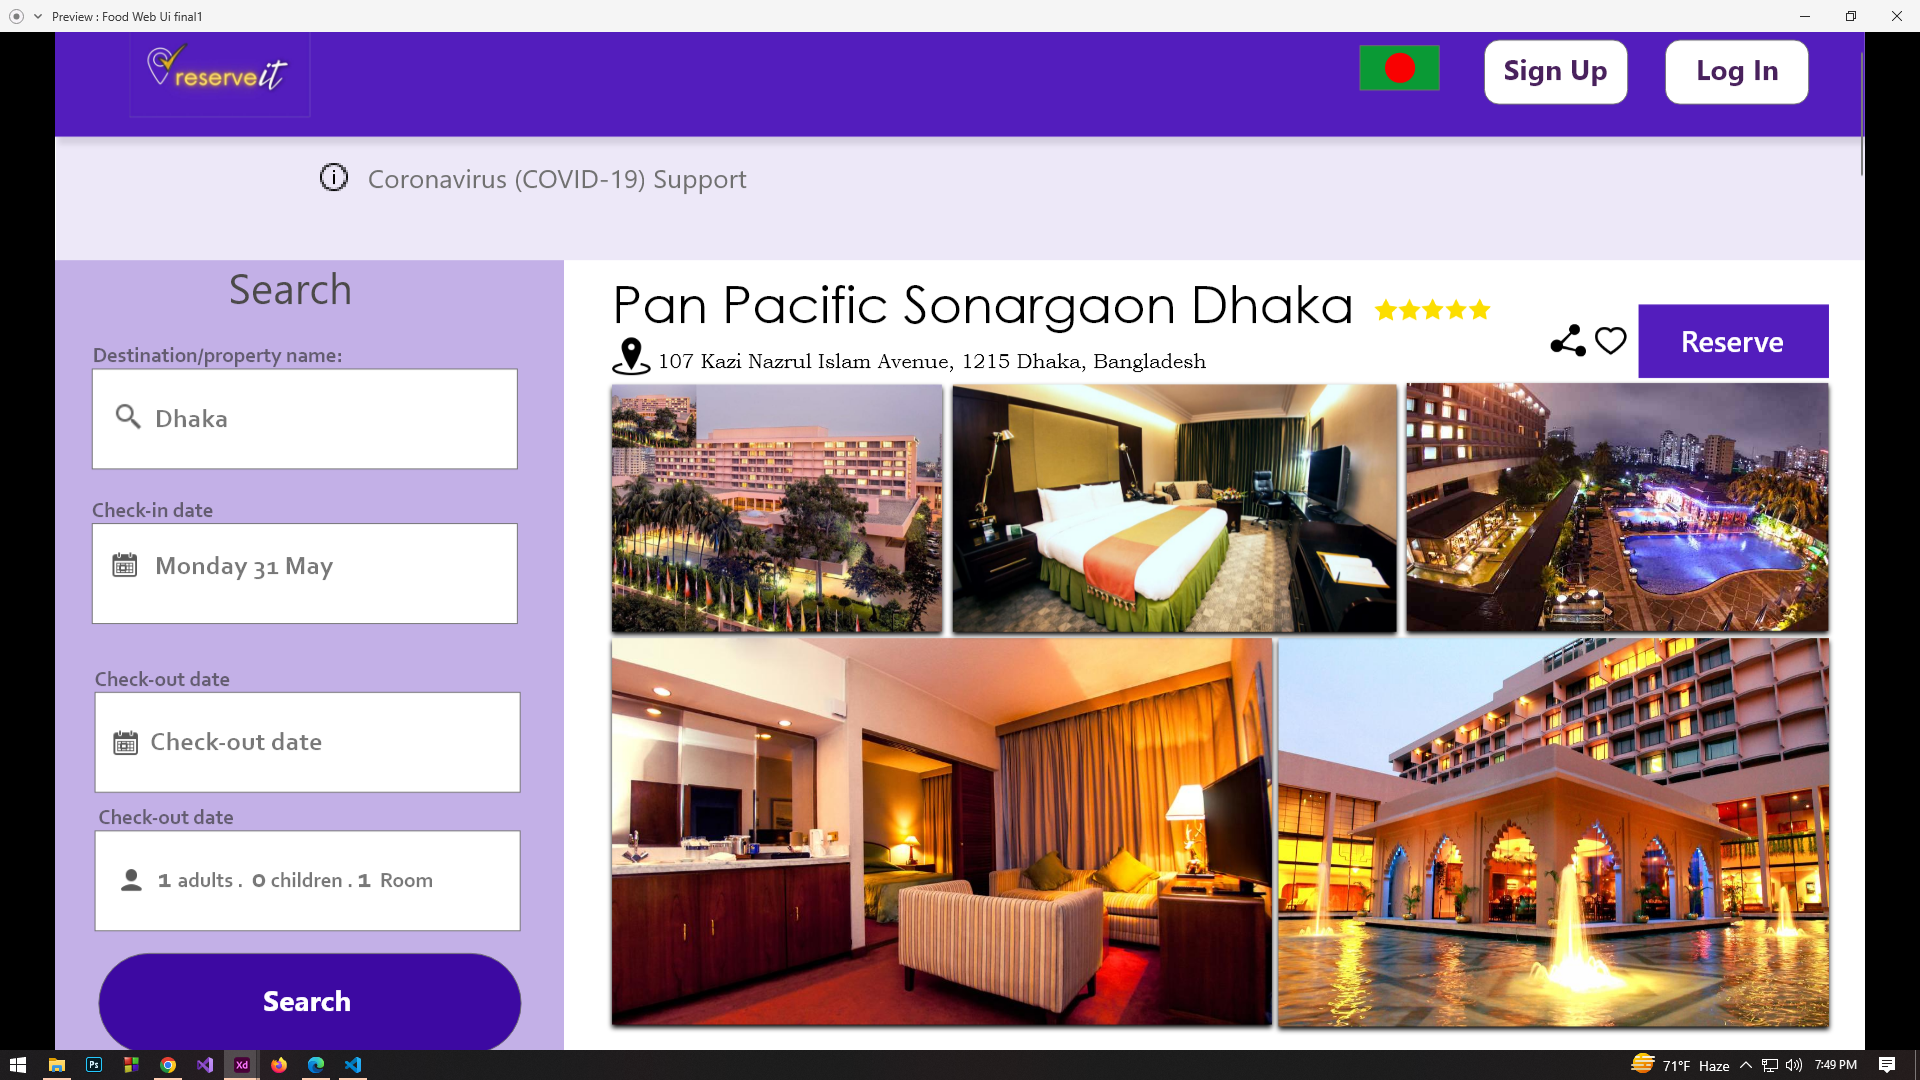 Preview : Food Web Ui final1
reserveit
Sign Up
Log In
Coronavirus (COVID-19) Support
Search
Destination/property name:
Dhaka
Check-in date
Monday 31 May
Check-out date
Check-out date
Check-out date
1 adults . 0 children . 1 Room
Search
Pan Pacific Sonargaon Dhaka
107 Kazi Nazrul Islam Avenue, 1215 Dhaka, Bangladesh
Reserve
Ps
Xd
71°F Haze
7:49 PM